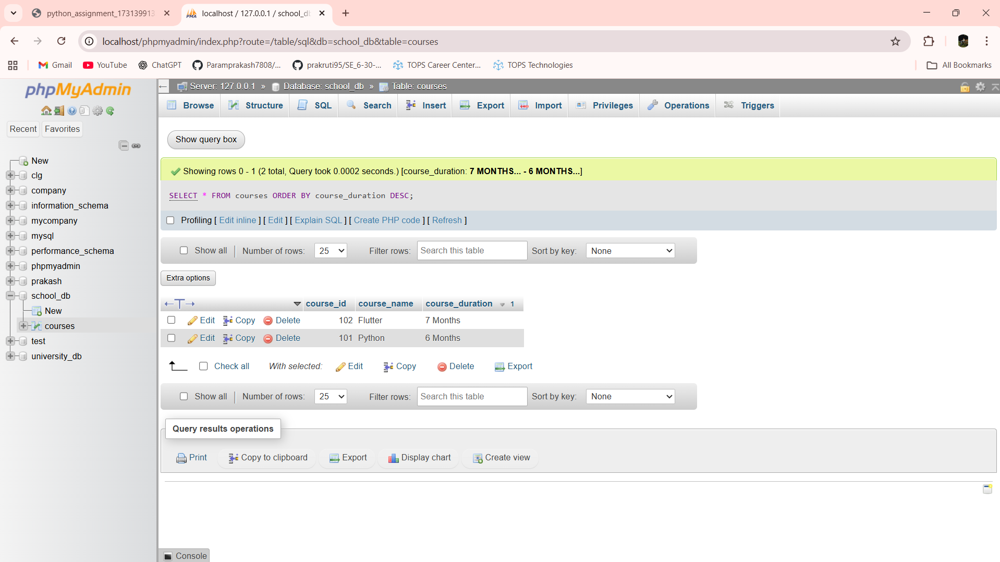 python_assignment_173139913
localhost / 127.0.0.1 / school_db
localhost/phpmyadmin/index.php?route=/table/sql&db=school_db&table=courses
Gmail
YouTube
ChatGPT
Paramprakash7808/...
prakruti95/SE_6-30-...
TOPS Career Center...
TOPS Technologies
All Bookmarks
phpMyAdmin
Recent
Favorites
New
clg
company
information_schema
mycompany
mysql
performance_schema
phpmyadmin
prakash
school_db
New
courses
test
university_db
Server: 127.0.0.1 » Database: school_db » Table: courses
Browse
Structure
SQL
Search
Insert
Export
Import
Privileges
Operations
Triggers
Show query box
Showing rows 0 - 1 (2 total, Query took 0.0002 seconds.) [course_duration: 7 MONTHS... - 6 MONTHS...]
SELECT * FROM courses ORDER BY course_duration DESC;
Profiling [ Edit inline ] [ Edit ] [ Explain SQL ] [ Create PHP code ] [ Refresh ]
Show all | Number of rows: 25 Filter rows: Search this table Sort by key: None
Extra options
←T→ course_id course_name course_duration 1
Edit Copy Delete 102 Flutter 7 Months
Edit Copy Delete 101 Python 6 Months
Check all With selected: Edit Copy Delete Export
Show all | Number of rows: 25 Filter rows: Search this table Sort by key: None
Query results operations
Print Copy to clipboard Export Display chart Create view
Console